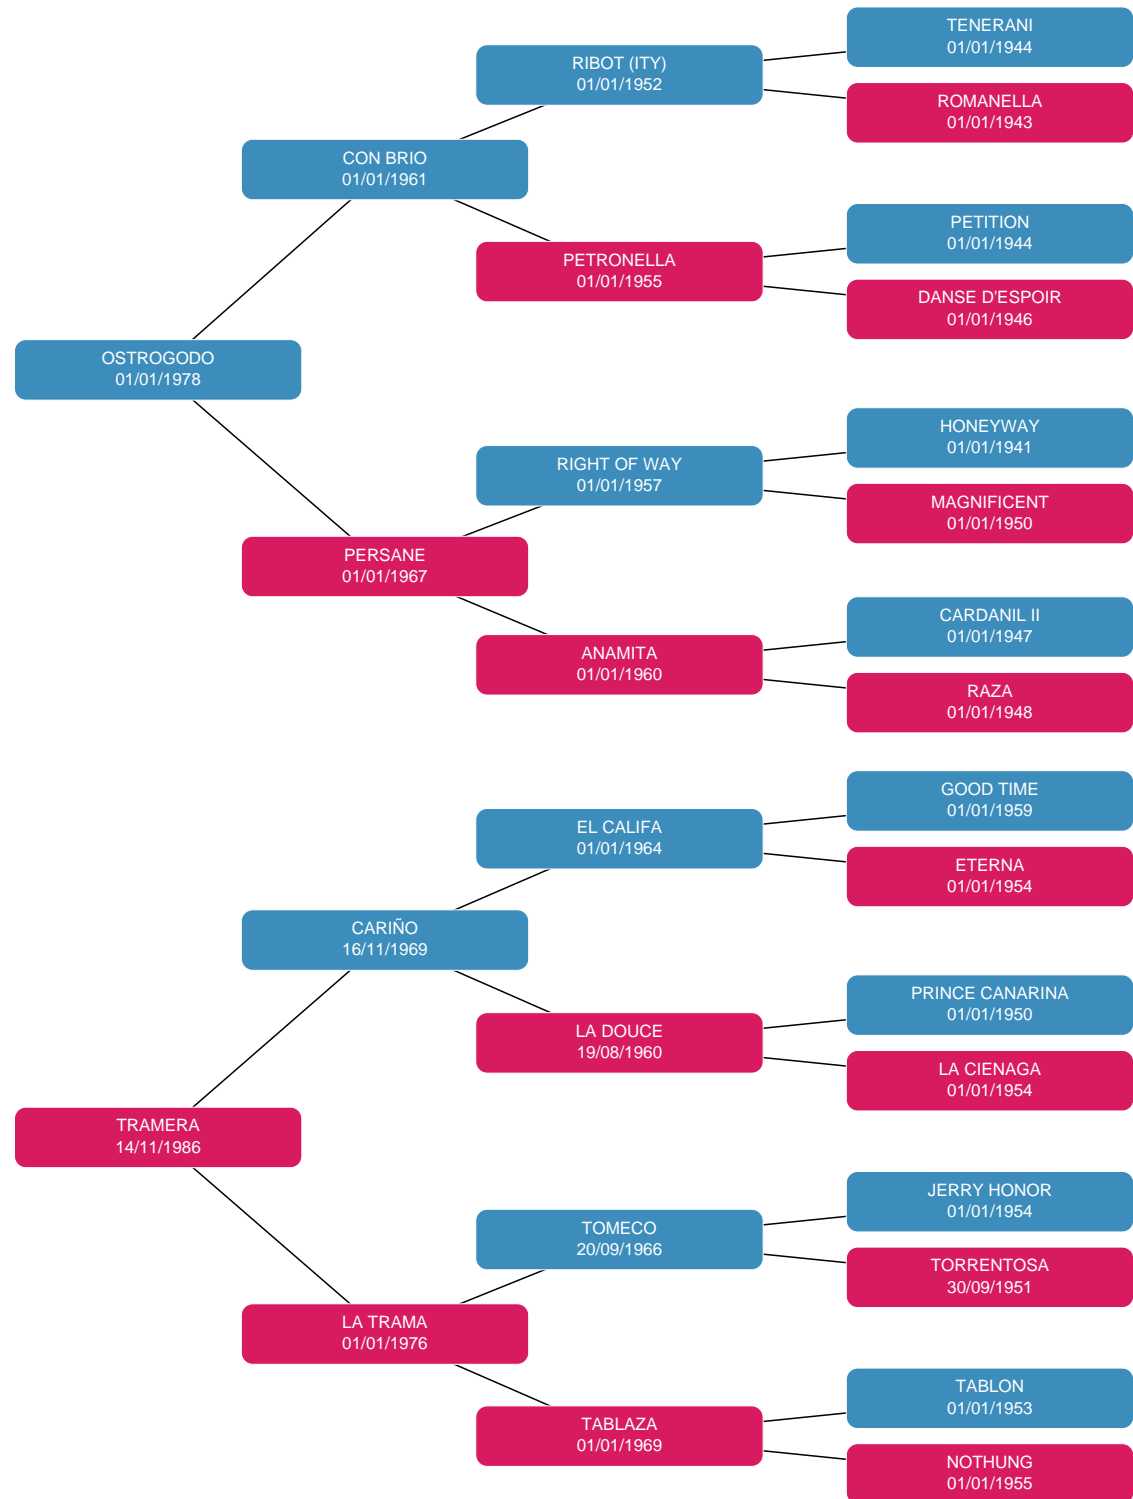 TENERANI
01/01/1944
RIBOT (ITY)
01/01/1952
ROMANELLA
01/01/1943
CON BRIO
01/01/1961
PETITION
01/01/1944
PETRONELLA
01/01/1955
DANSE D'ESPOIR
01/01/1946
OSTROGODO
01/01/1978
HONEYWAY
01/01/1941
RIGHT OF WAY
01/01/1957
MAGNIFICENT
01/01/1950
PERSANE
01/01/1967
CARDANIL II
01/01/1947
ANAMITA
01/01/1960
RAZA
01/01/1948
GOOD TIME
01/01/1959
EL CALIFA
01/01/1964
ETERNA
01/01/1954
CARIÑO
16/11/1969
PRINCE CANARINA
01/01/1950
LA DOUCE
19/08/1960
LA CIENAGA
01/01/1954
TRAMERA
14/11/1986
JERRY HONOR
01/01/1954
TOMECO
20/09/1966
TORRENTOSA
30/09/1951
LA TRAMA
01/01/1976
TABLON
01/01/1953
TABLAZA
01/01/1969
NOTHUNG
01/01/1955